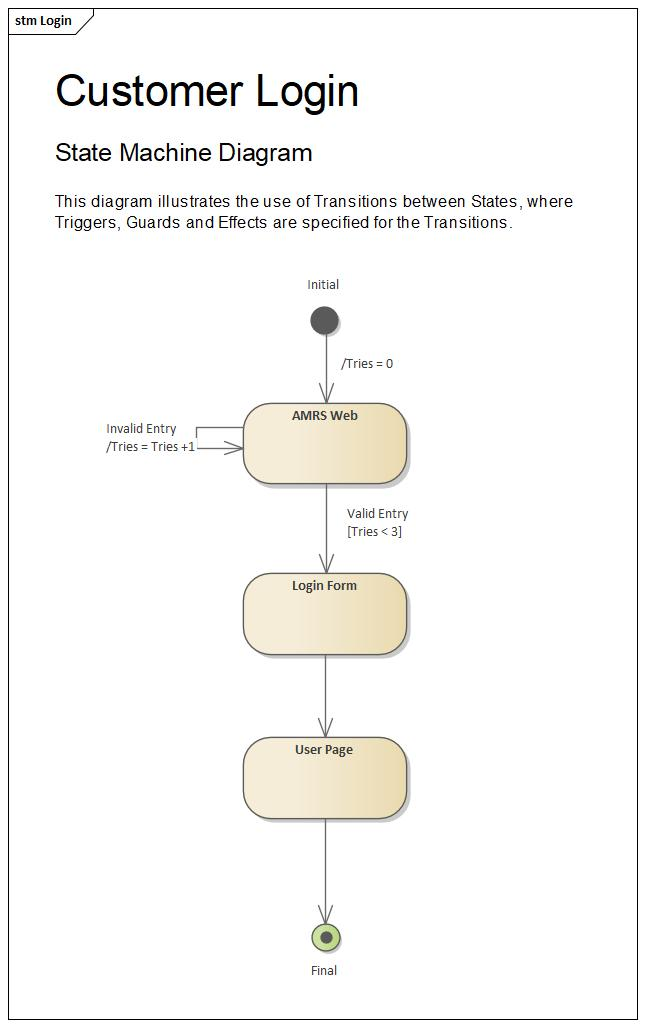 stm Login
Customer Login
State Machine Diagram
This diagram illustrates the use of Transitions between States, where
Triggers, Guards and Effects are specified for the Transitions.
Initial
/Tries = 0
AMRS Web
Invalid Entry
/Tries = Tries +1
Valid Entry
[Tries < 3]
Login Form
User Page
Final